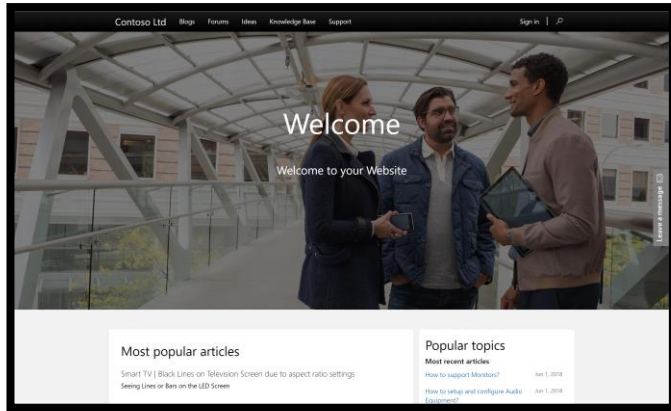 Contoso Ltd Blogs Forums Ideas Knowledge Base Support Sign in
Welcome
Welcome to your Website
Leave a message
Most popular articles
Smart TV | Black Lines on Television Screen due to aspect ratio settings
Seeing Lines or Bars on the LED Screen
Popular topics
Most recent articles
How to support Monitors? Jun 1, 2018
How to setup and configure Audio Jun 1, 2018
Equipment?